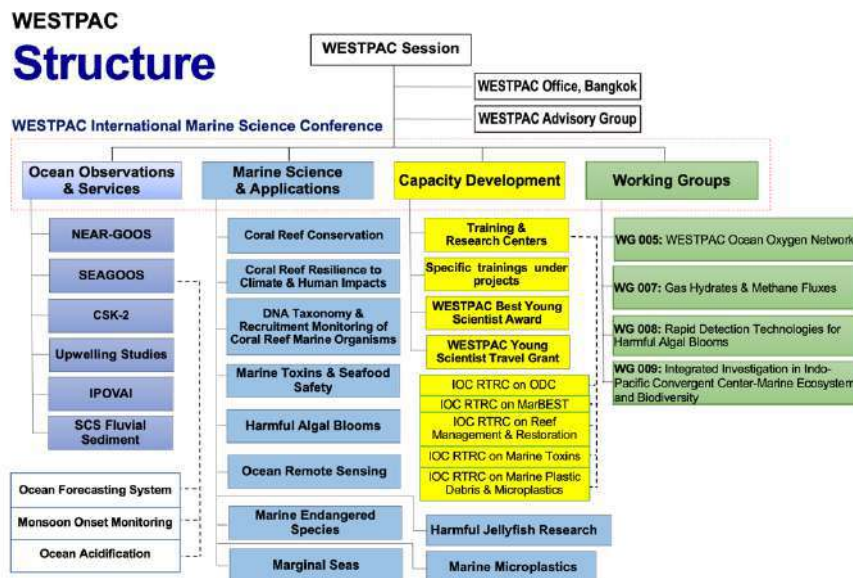 WESTPAC
Structure
WESTPAC Session
WESTPAC Office, Bangkok
WESTPAC Advisory Group
WESTPAC International Marine Science Conference
Ocean Observations
& Services
Marine Science
& Applications
Capacity Development
Working Groups
NEAR-GOOS
SEAGOOS
CSK-2
Upwelling Studies
IPOVAI
SCS Fluvial
Sediment
Ocean Forecasting System
Monsoon Onset Monitoring
Ocean Acidification
Coral Reef Conservation
Coral Reef Resilience to
Climate & Human Impacts
DNA Taxonomy &
Recruitment Monitoring of
Coral Reef Marine Organisms
Marine Toxins & Seafood
Safety
Harmful Algal Blooms
Ocean Remote Sensing
Marine Endangered
Species
Marginal Seas
Harmful Jellyfish Research
Marine Microplastics
Training &
Research Centers
Specific trainings under
projects
WESTPAC Best Young
Scientist Award
WESTPAC Young
Scientist Travel Grant
IOC RTRC on ODC
IOC RTRC on MarBEST
IOC RTRC on Reef
Management & Restoration
IOC RTRC on Marine Toxins
IOC RTRC on Marine Plastic
Debris & Microplastics
WG 005: WESTPAC Ocean Oxygen Network
WG 007: Gas Hydrates & Methane Fluxes
WG 008: Rapid Detection Technologies for
Harmful Algal Blooms
WG 009: Integrated Investigation in Indo-
Pacific Convergent Center-Marine Ecosystem
and Biodiversity